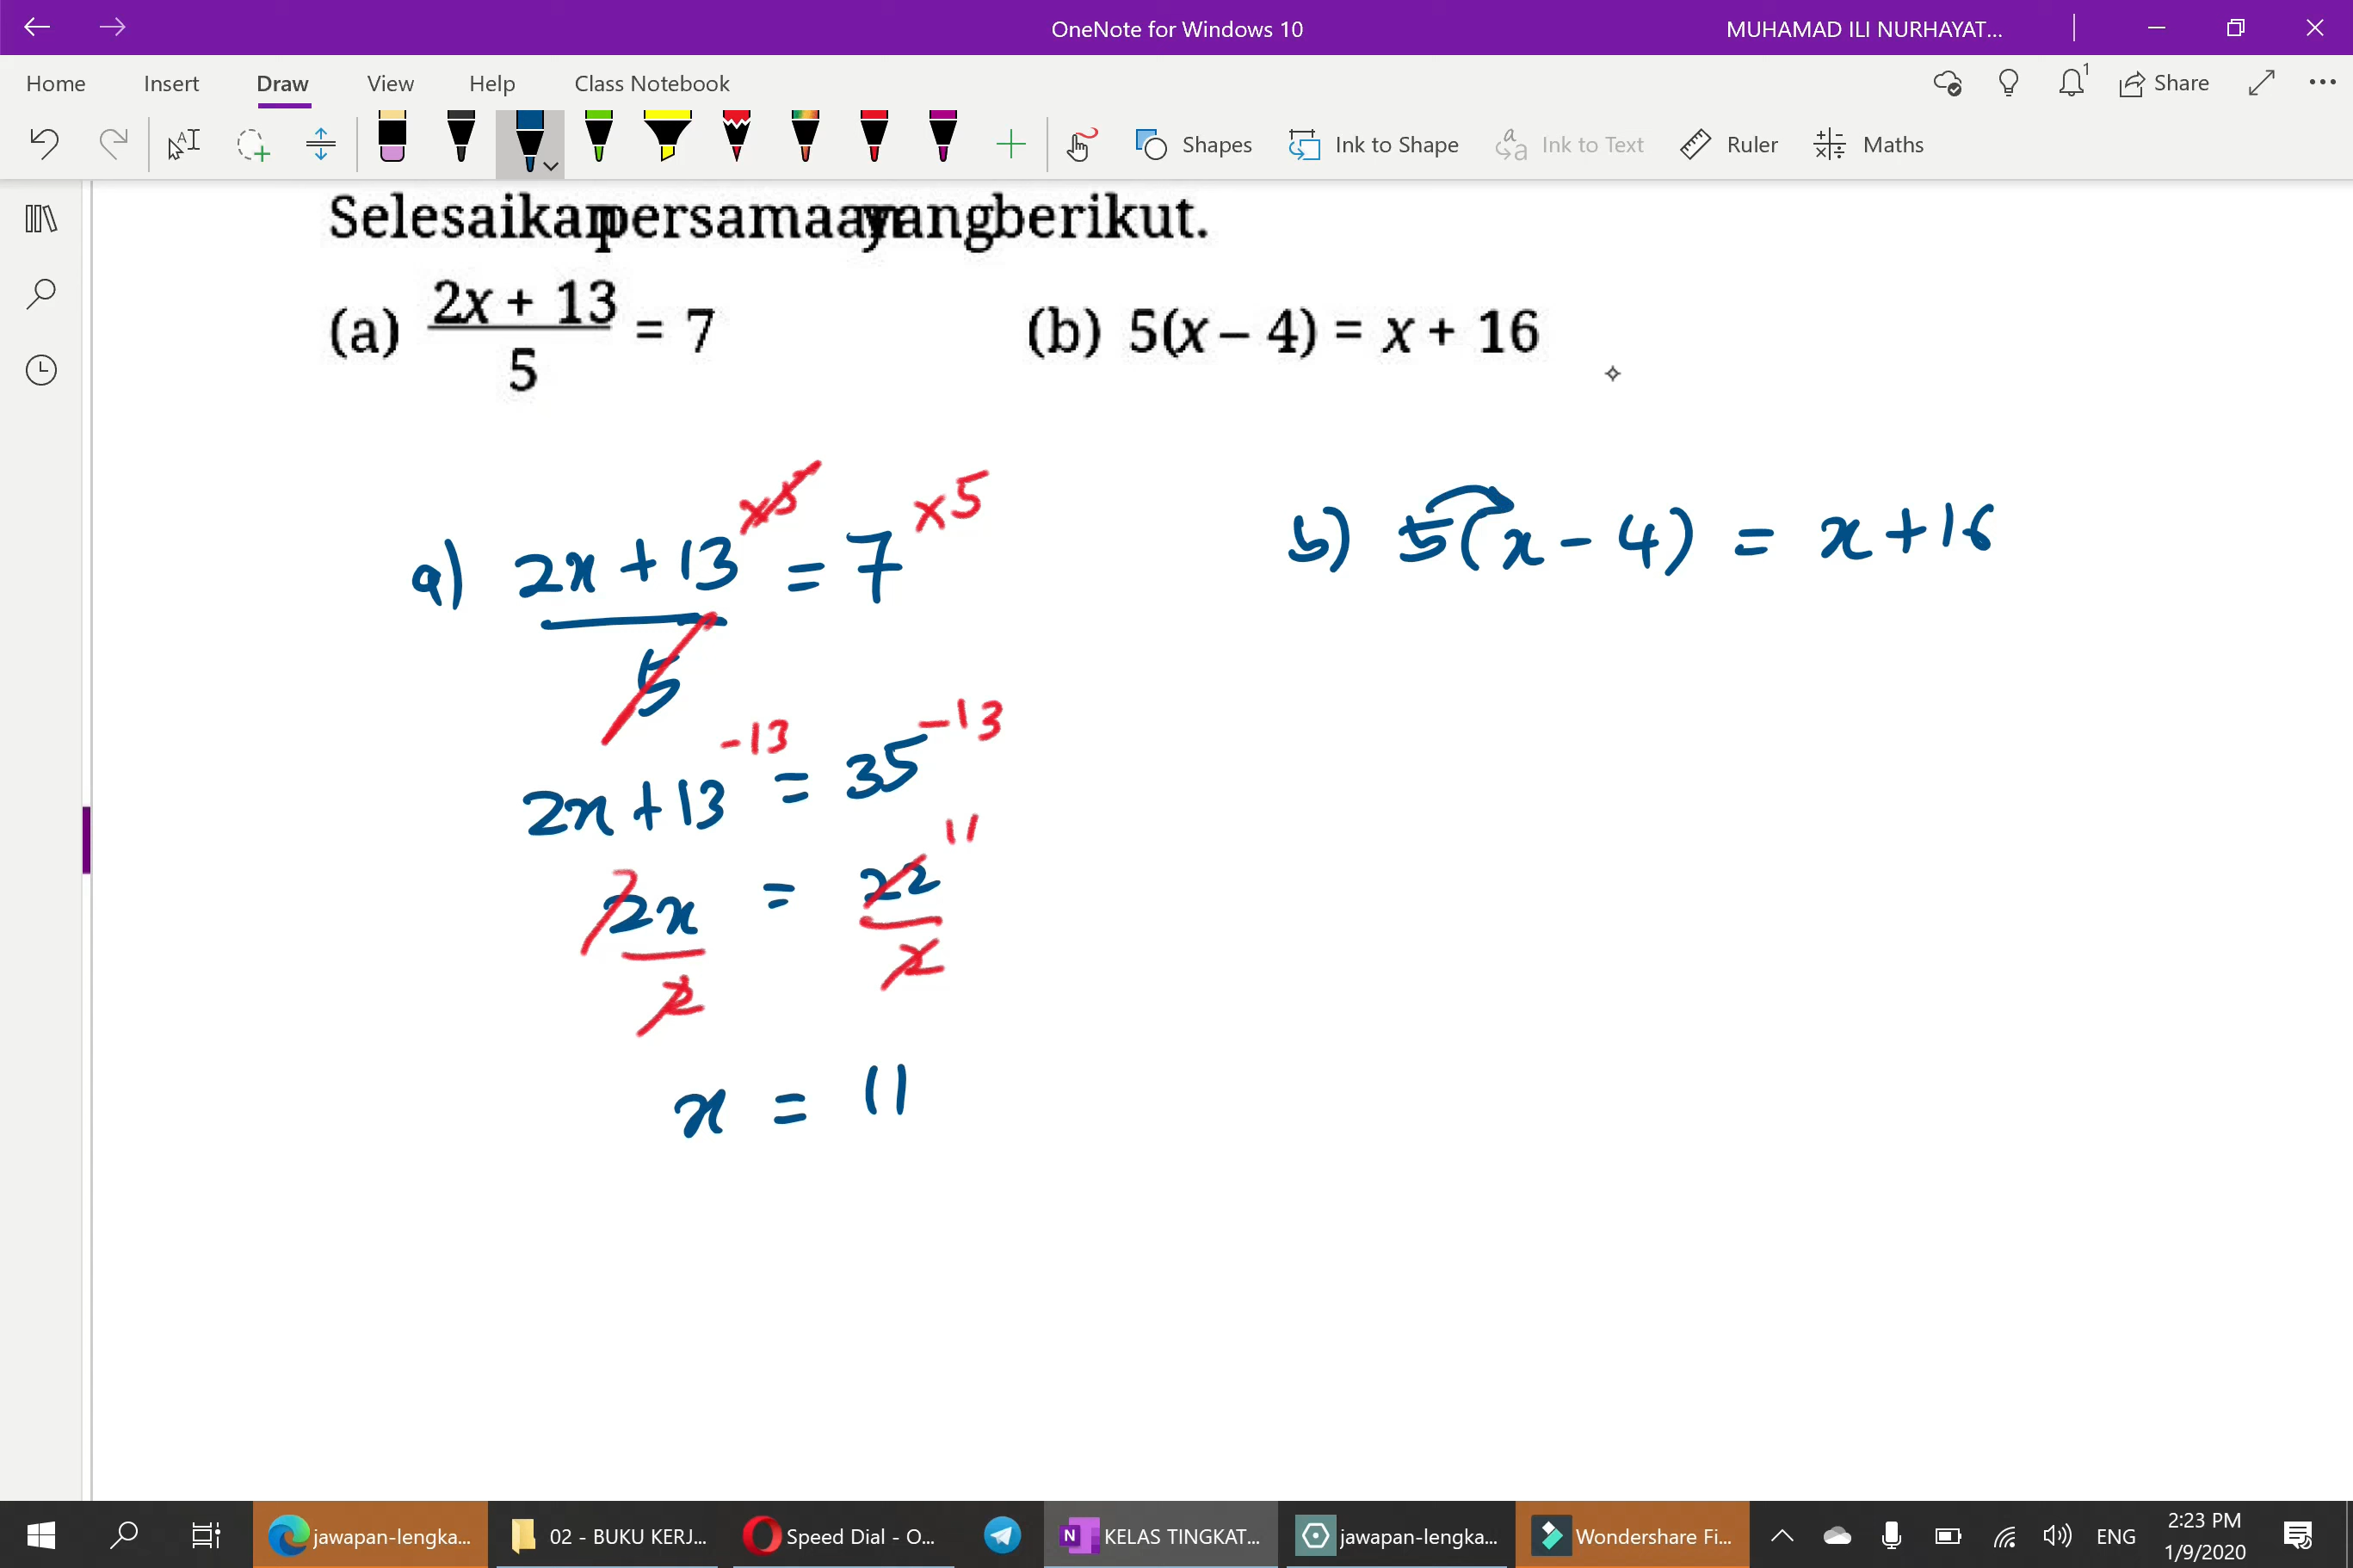 OneNote for Windows 10
MUHAMAD ILI NURHAYAT...
Home Insert Draw View Help Class Notebook
1 Share
Shapes Ink to Shape Ink to Text Ruler Maths
Selesaikan persamaan yang berikut.
(a) 2x + 13 / 5 = 7
(b) 5(x – 4) = x + 16
a) 2x + 13 x5 / 5 = 7 x5
2x + 13 -13 = 35 -13
2x / 2 = 22 / 2 11
x = 11
b) 5(x - 4) = x + 16
jawapan-lengka... 02 - BUKU KERJ... Speed Dial - O... KELAS TINGKAT... jawapan-lengka... Wondershare Fi... ENG 2:23 PM
1/9/2020